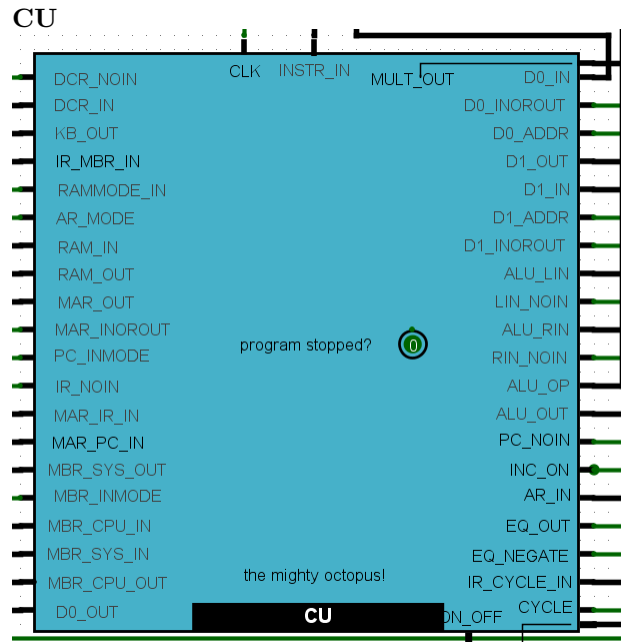 CU
CLK
INSTR_IN
MULT_OUT
DCR_NOIN
DCR_IN
KB_OUT
IR_MBR_IN
RAMMODE_IN
AR_MODE
RAM_IN
RAM_OUT
MAR_OUT
MAR_INOROUT
PC_INMODE
IR_NOIN
MAR_IR_IN
MAR_PC_IN
MBR_SYS_OUT
MBR_INMODE
MBR_CPU_IN
MBR_SYS_IN
MBR_CPU_OUT
D0_OUT
program stopped?
0
the mighty octopus!
CU
D0_IN
D0_INOROUT
D0_ADDR
D1_OUT
D1_IN
D1_ADDR
D1_INOROUT
ALU_LIN
LIN_NOIN
ALU_RIN
RIN_NOIN
ALU_OP
ALU_OUT
PC_NOIN
INC_ON
AR_IN
EQ_OUT
EQ_NEGATE
IR_CYCLE_IN
CYCLE
ON_OFF